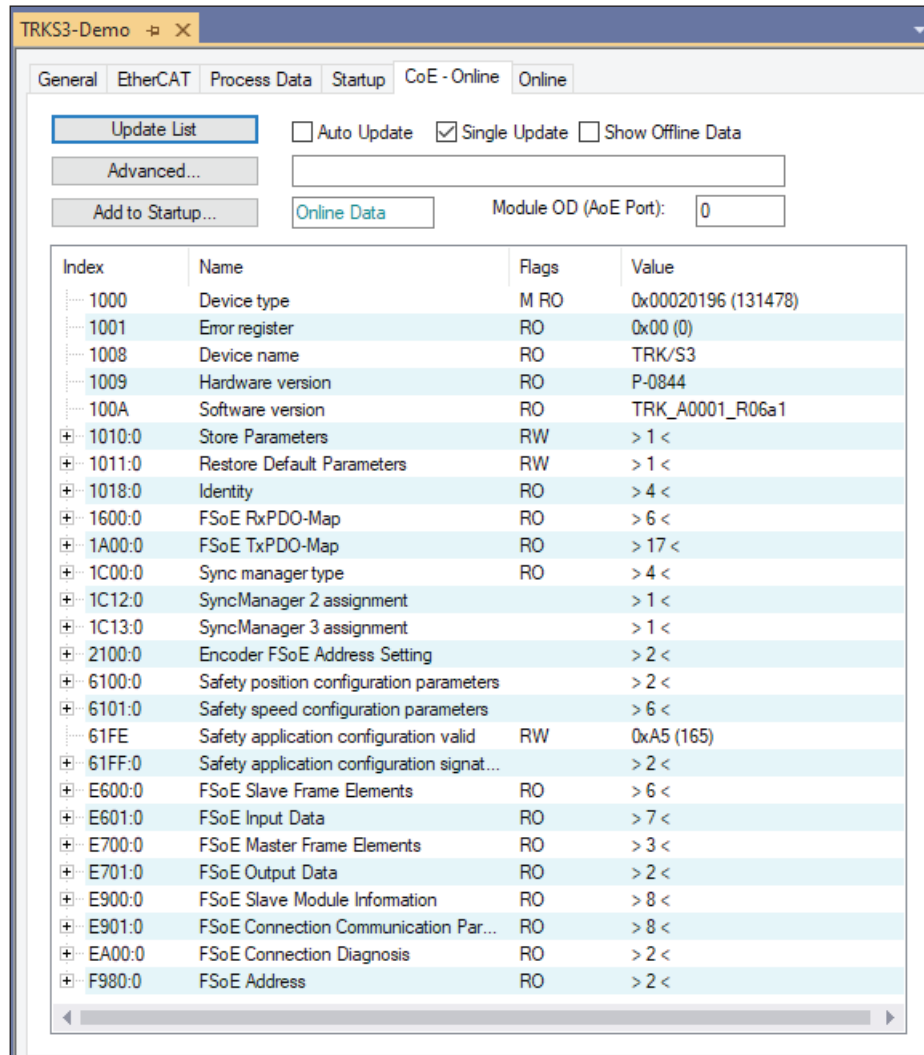 TRKS3-Demo
General EtherCAT Process Data Startup CoE - Online Online
Update List Auto Update Single Update Show Offline Data
Advanced...
Add to Startup... Online Data Module OD (AoE Port): 0
Index Name Flags Value
1000 Device type M RO 0x00020196 (131478)
1001 Error register RO 0x00 (0)
1008 Device name RO TRK/S3
1009 Hardware version RO P-0844
100A Software version RO TRK_A0001_R06a1
1010:0 Store Parameters RW > 1 <
1011:0 Restore Default Parameters RW > 1 <
1018:0 Identity RO > 4 <
1600:0 FSoE RxPDO-Map RO > 6 <
1A00:0 FSoE TxPDO-Map RO > 17 <
1C00:0 Sync manager type RO > 4 <
1C12:0 SyncManager 2 assignment > 1 <
1C13:0 SyncManager 3 assignment > 1 <
2100:0 Encoder FSoE Address Setting > 2 <
6100:0 Safety position configuration parameters > 2 <
6101:0 Safety speed configuration parameters > 6 <
61FE Safety application configuration valid RW 0xA5 (165)
61FF:0 Safety application configuration signat... > 2 <
E600:0 FSoE Slave Frame Elements RO > 6 <
E601:0 FSoE Input Data RO > 7 <
E700:0 FSoE Master Frame Elements RO > 3 <
E701:0 FSoE Output Data RO > 2 <
E900:0 FSoE Slave Module Information RO > 8 <
E901:0 FSoE Connection Communication Par... RO > 8 <
EA00:0 FSoE Connection Diagnosis RO > 2 <
F980:0 FSoE Address RO > 2 <